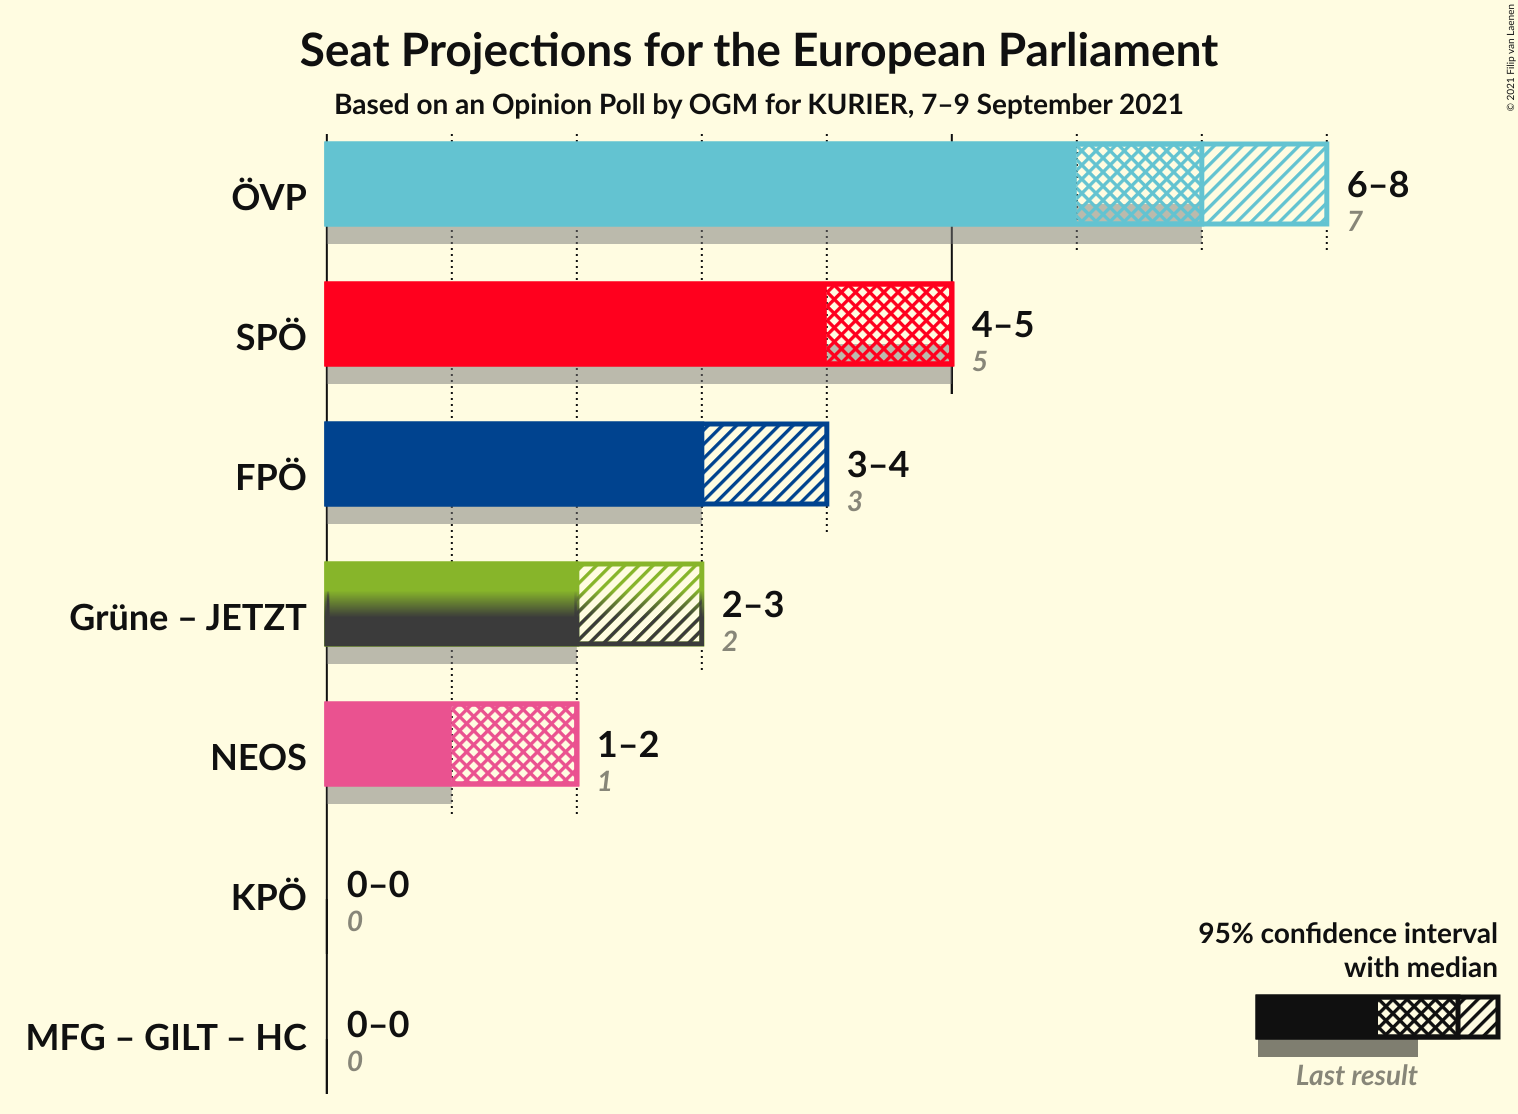 Seat Projections for the European Parliament
Based on an Opinion Poll by OGM for KURIER, 7–9 September 2021
© 2021 Filip van Laenen
ÖVP
6–8
7
SPÖ
4–5
5
FPÖ
3–4
3
Grüne – JETZT
2–3
2
NEOS
1–2
1
KPÖ
0–0
0
MFG – GILT – HC
0–0
0
95% confidence interval
with median
Last result